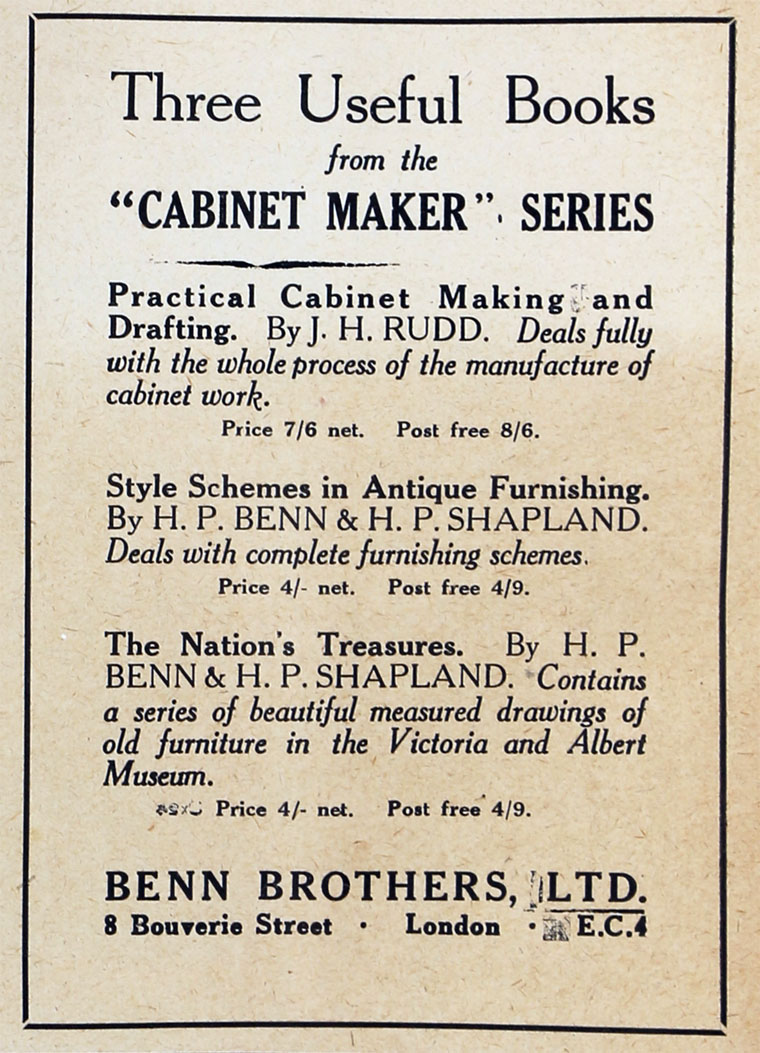 Three Useful Books
from the
"CABINET MAKER" SERIES
Practical Cabinet Making and
Drafting. By J. H. RUDD. Deals fully
with the whole process of the manufacture of
cabinet work.
Price 7/6 net. Post free 8/6.
Style Schemes in Antique Furnishing.
By H. P. BENN & H. P. SHAPLAND.
Deals with complete furnishing schemes.
Price 4/- net. Post free 4/9.
The Nation's Treasures. By H. P.
BENN & H. P. SHAPLAND. Contains
a series of beautiful measured drawings of
old furniture in the Victoria and Albert
Museum.
Price 4/- net. Post free 4/9.
BENN BROTHERS, LTD.
8 Bouverie Street · London · E.C.4